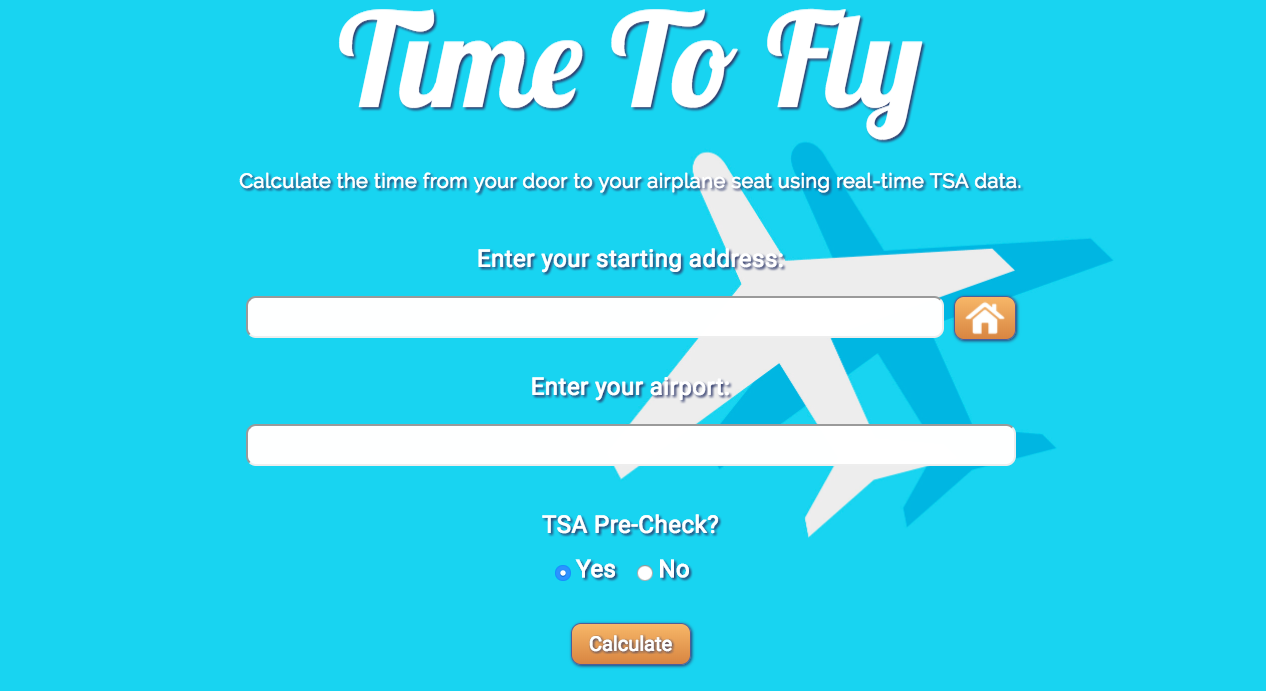 Time To Fly
Calculate the time from your door to your airplane seat using real-time TSA data.
Enter your starting address:
Enter your airport:
TSA Pre-Check?
Yes No
Calculate